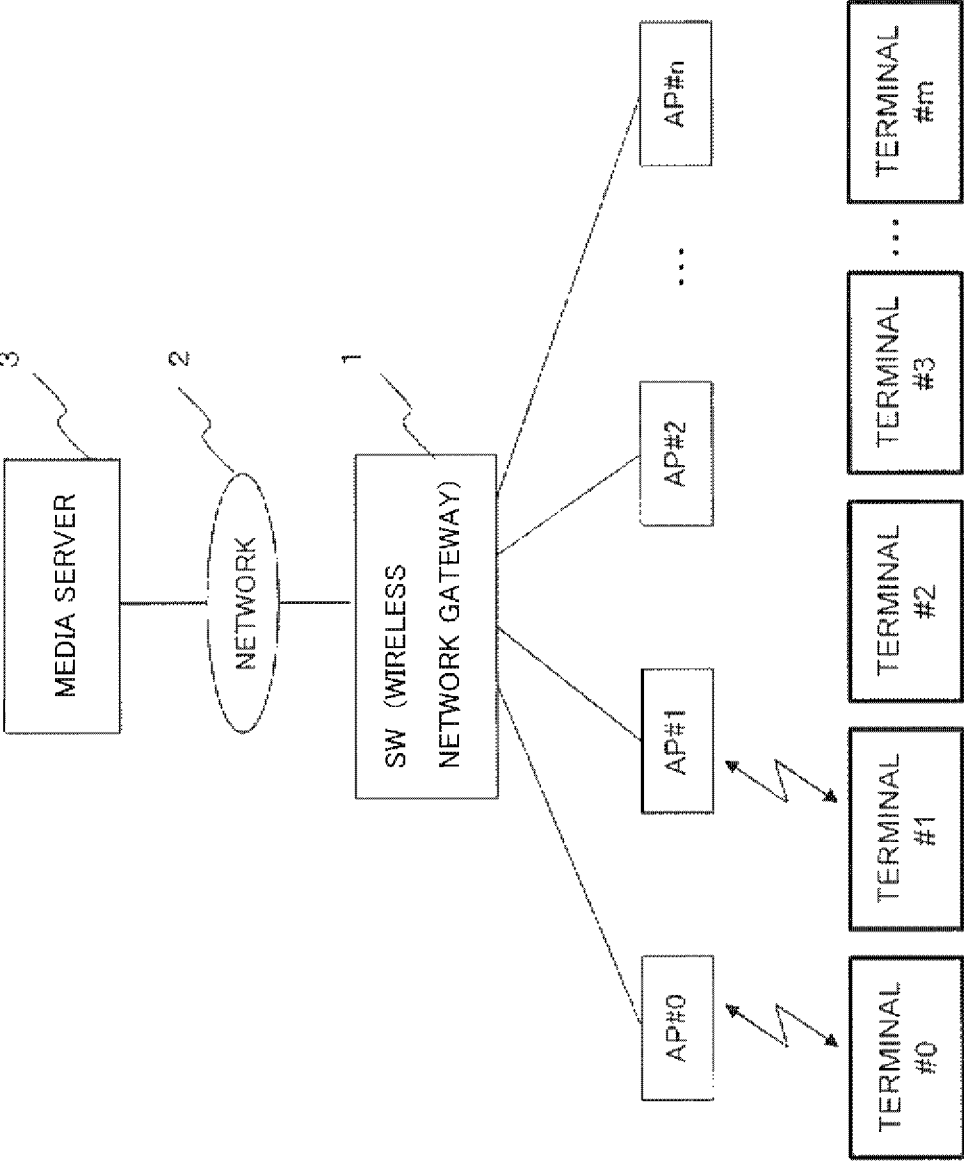 3
MEDIA SERVER
2
NETWORK
1
SW (WIRELESS
NETWORK GATEWAY)
AP#0
AP#1
AP#2
...
AP#n
TERMINAL
#0
TERMINAL
#1
TERMINAL
#2
TERMINAL
#3
...
TERMINAL
#m